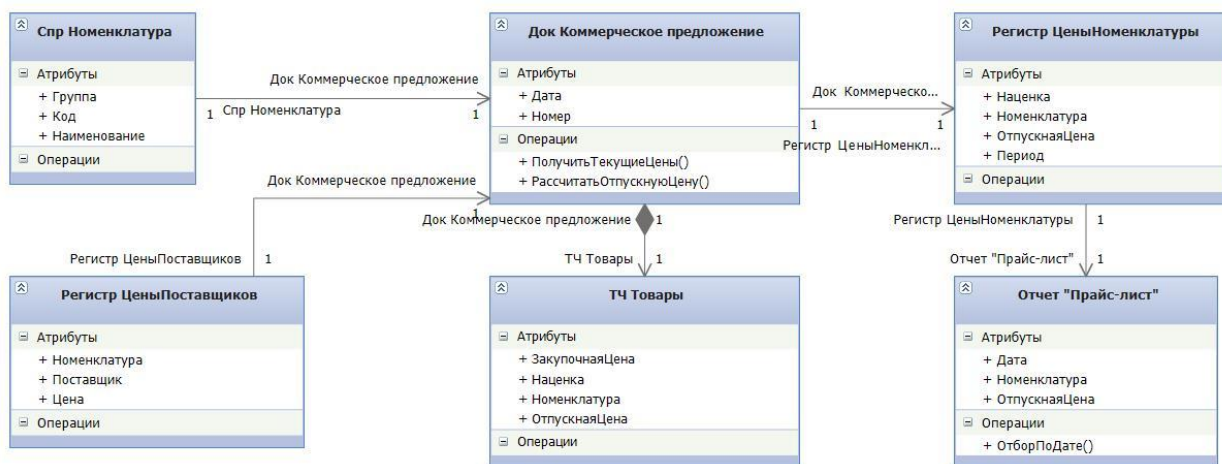 Спр Номенклатура
Атрибуты
+ Группа
+ Код
+ Наименование
Операции
Док Коммерческое предложение
1
Спр Номенклатура
1
Док Коммерческое предложение
Атрибуты
+ Дата
+ Номер
Операции
+ ПолучитьТекущиеЦены()
+ РассчитатьОтпускнуюЦену()
Док Коммерческо...
1
1
Регистр ЦеныНоменкл...
Регистр ЦеныНоменклатуры
Атрибуты
+ Наценка
+ Номенклатура
+ ОтпускнаяЦена
+ Период
Операции
Док Коммерческое предложение
1
Регистр ЦеныПоставщиков
1
Док Коммерческое предложение
1
ТЧ Товары
1
Регистр ЦеныНоменклатуры
1
Отчет "Прайс-лист"
1
Регистр ЦеныПоставщиков
Атрибуты
+ Номенклатура
+ Поставщик
+ Цена
Операции
ТЧ Товары
Атрибуты
+ ЗакупочнаяЦена
+ Наценка
+ Номенклатура
+ ОтпускнаяЦена
Операции
Отчет "Прайс-лист"
Атрибуты
+ Дата
+ Номенклатура
+ ОтпускнаяЦена
Операции
+ ОтборПоДате()